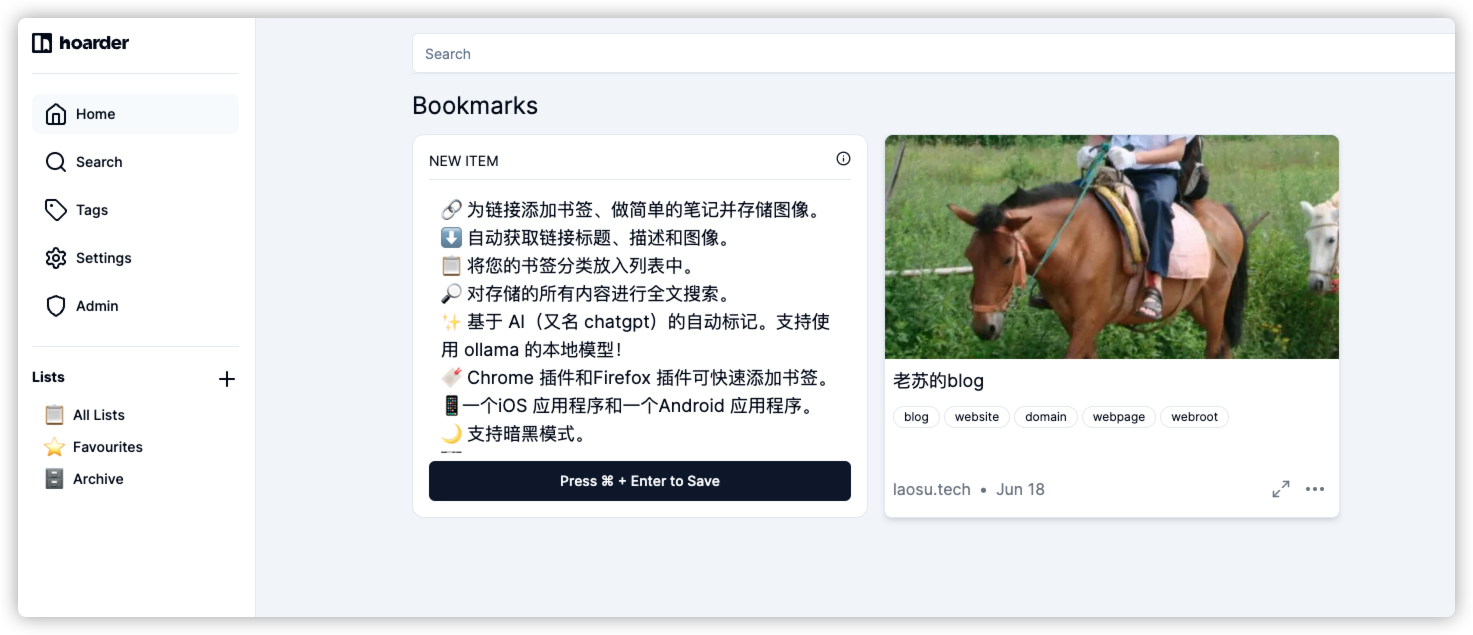 hoarder
Home
Search
Tags
Settings
Admin
Lists
All Lists
Favourites
Archive
Search
Bookmarks
NEW ITEM
🔗 为链接添加书签、做简单的笔记并存储图像。
⬇️ 自动获取链接标题、描述和图像。
📋 将您的书签分类放入列表中。
🔎 对存储的所有内容进行全文搜索。
✨ 基于 AI（又名 chatgpt）的自动标记。支持使
用 ollama 的本地模型！
🔖 Chrome 插件和Firefox 插件可快速添加书签。
📱一个iOS 应用程序和一个Android 应用程序。
🌙 支持暗黑模式。
Press ⌘ + Enter to Save
老苏的blog
blog website domain webpage webroot
laosu.tech • Jun 18